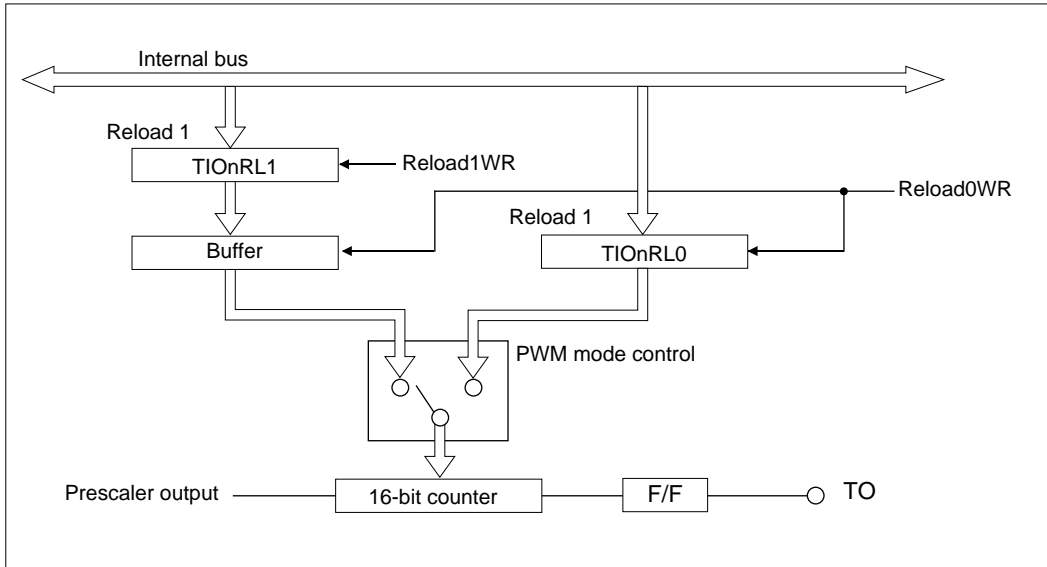 Internal bus
Reload 1
TIOnRL1
Reload1WR
Reload0WR
Reload 1
Buffer
TIOnRL0
PWM mode control
Prescaler output
16-bit counter
F/F
TO